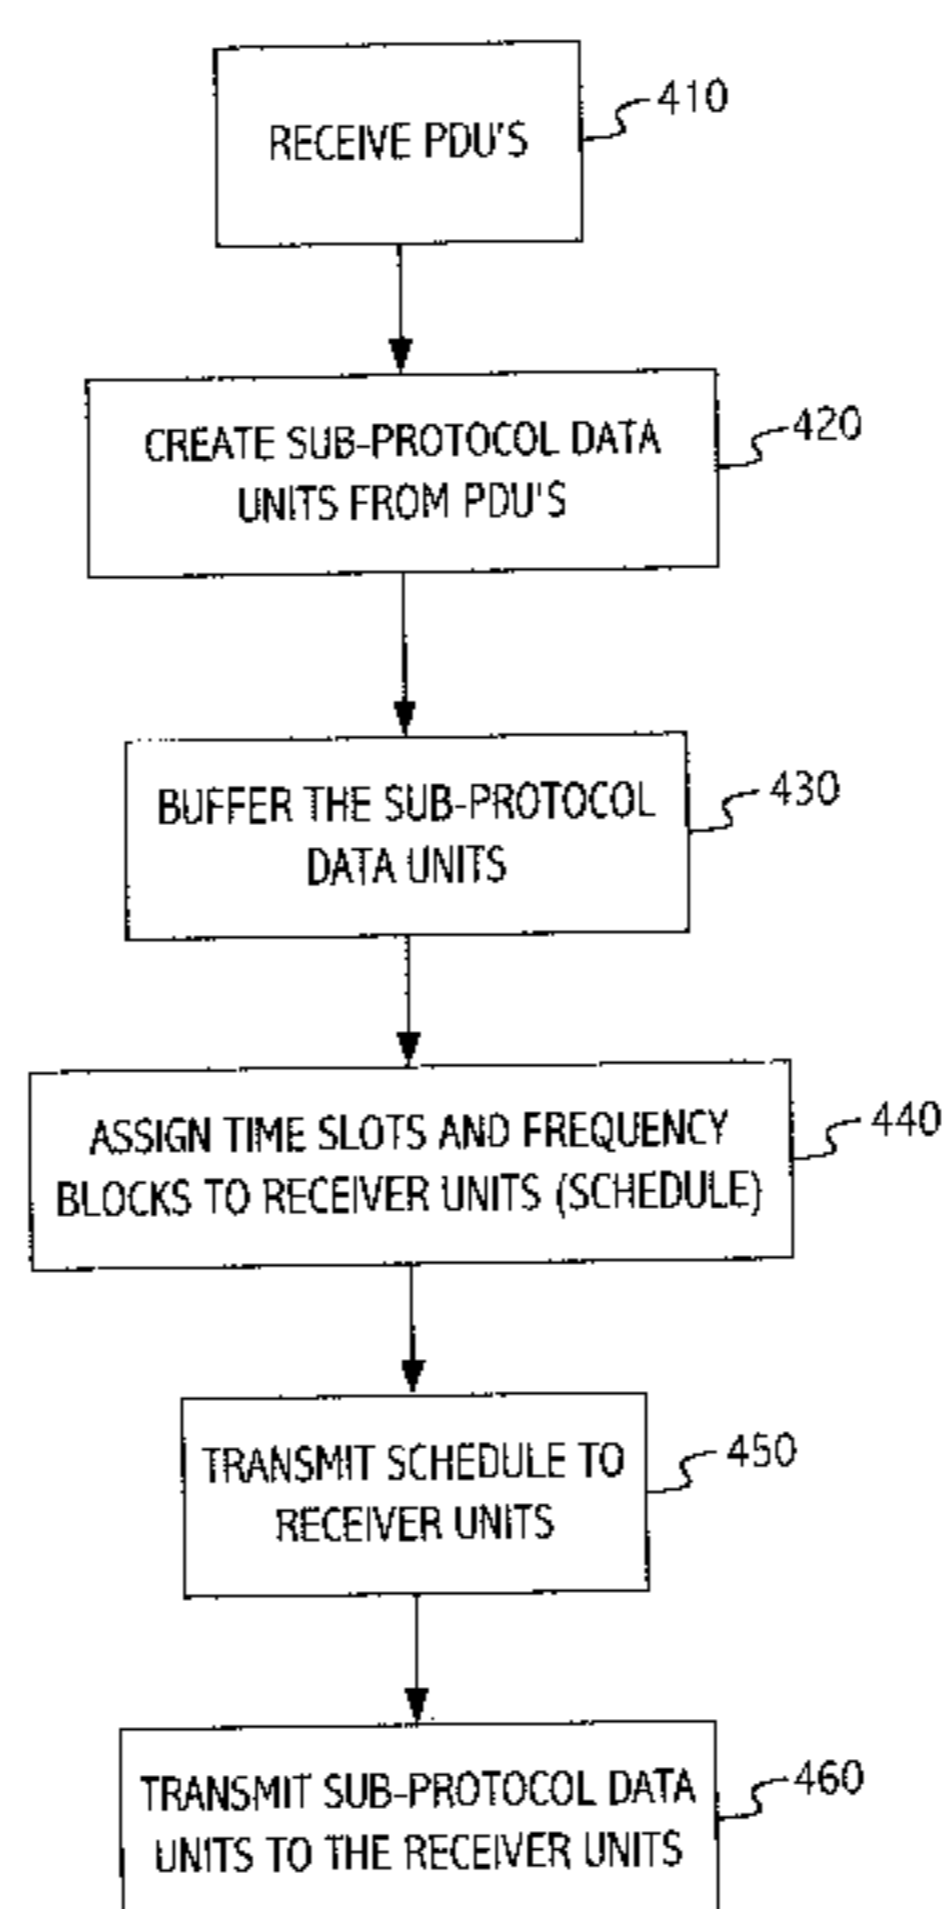 RECEIVE PDU'S
410
CREATE SUB-PROTOCOL DATA
UNITS FROM PDU'S
420
BUFFER THE SUB-PROTOCOL
DATA UNITS
430
ASSIGN TIME SLOTS AND FREQUENCY
BLOCKS TO RECEIVER UNITS (SCHEDULE)
440
TRANSMIT SCHEDULE TO
RECEIVER UNITS
450
TRANSMIT SUB-PROTOCOL DATA
UNITS TO THE RECEIVER UNITS
460